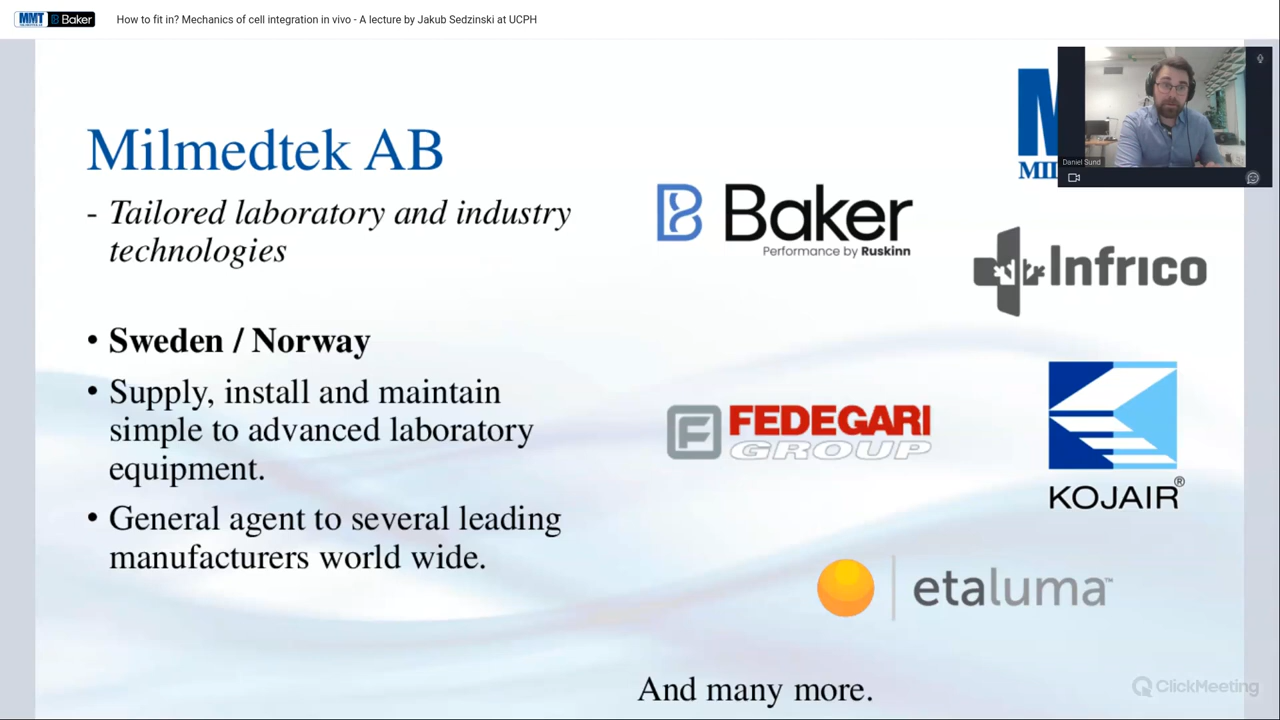 MMT Baker
How to fit in? Mechanics of cell integration in vivo - A lecture by Jakub Sedzinski at UCPH
Daniel Sund
Milmedtek AB
- Tailored laboratory and industry
technologies
• Sweden / Norway
• Supply, install and maintain
simple to advanced laboratory
equipment.
• General agent to several leading
manufacturers world wide.
Baker
Performance by Ruskinn
Infrico
FEDEGARI
GROUP
KOJAIR®
etaluma™
And many more.
ClickMeeting